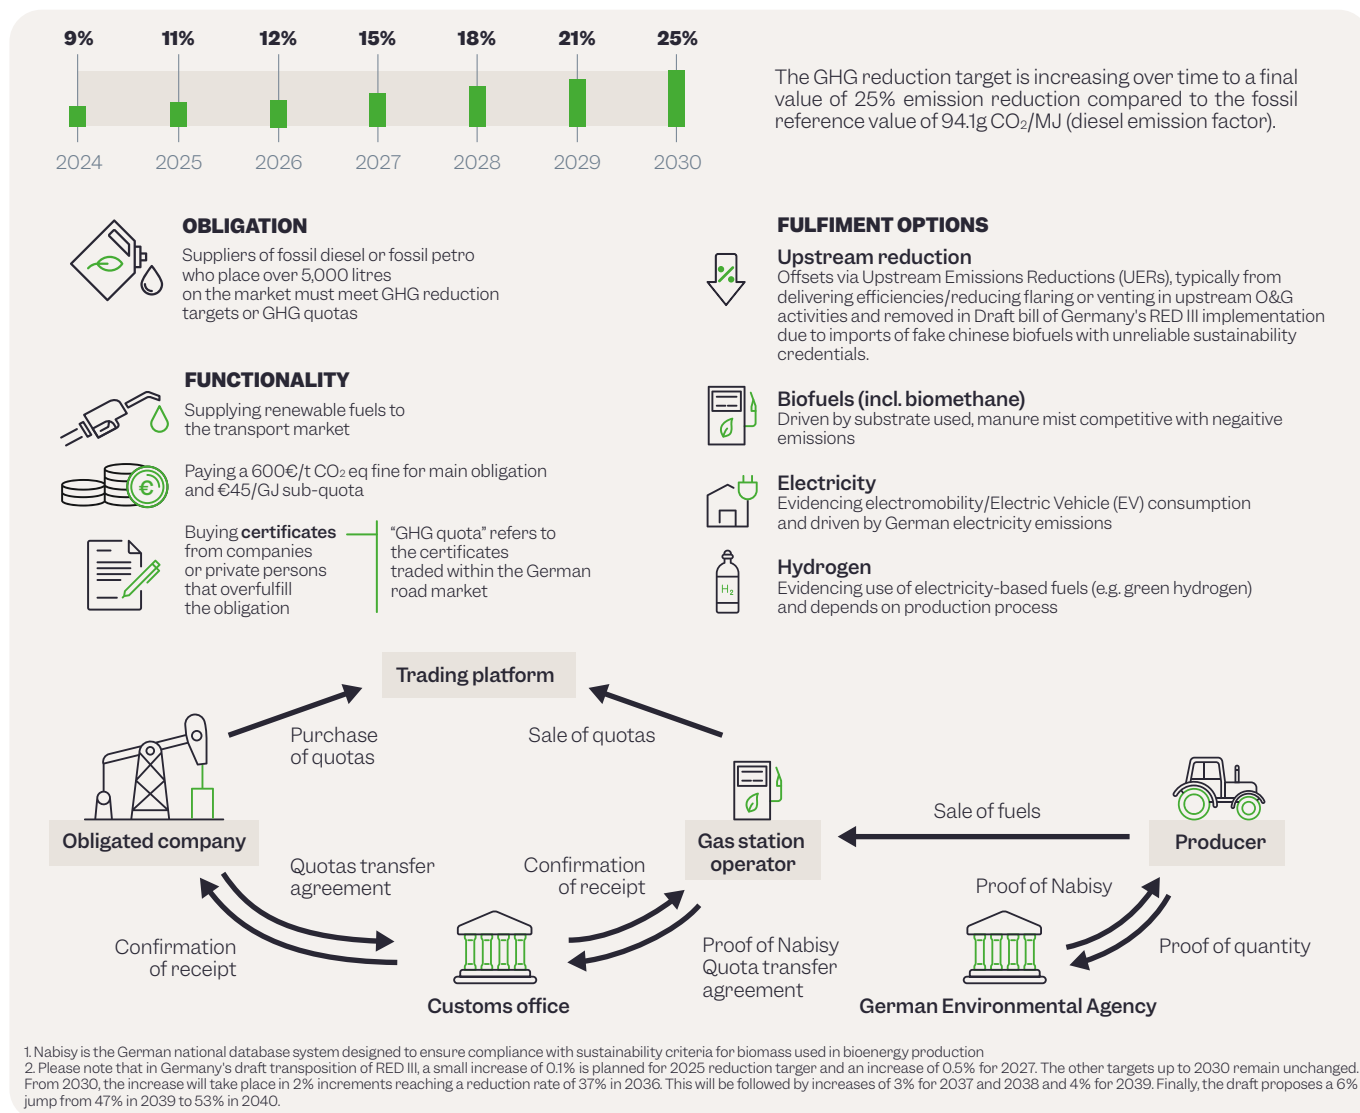 9% 11% 12% 15% 18% 21% 25%
2024 2025 2026 2027 2028 2029 2030
The GHG reduction target is increasing over time to a final
value of 25% emission reduction compared to the fossil
reference value of 94.1g CO₂/MJ (diesel emission factor).
OBLIGATION
Suppliers of fossil diesel or fossil petro
who place over 5,000 litres
on the market must meet GHG reduction
targets or GHG quotas
FUNCTIONALITY
Supplying renewable fuels to
the transport market
€
Paying a 600€/t CO₂ eq fine for main obligation
and €45/GJ sub-quota
Buying certificates
from companies
or private persons
that overfulfill
the obligation
“GHG quota” refers to
the certificates
traded within the German
road market
FULFIMENT OPTIONS
%
Upstream reduction
Offsets via Upstream Emissions Reductions (UERs), typically from
delivering efficiencies/reducing flaring or venting in upstream O&G
activities and removed in Draft bill of Germany's RED III implementation
due to imports of fake chinese biofuels with unreliable sustainability
credentials.
Biofuels (incl. biomethane)
Driven by substrate used, manure mist competitive with negaitive
emissions
Electricity
Evidencing electromobility/Electric Vehicle (EV) consumption
and driven by German electricity emissions
H₂
Hydrogen
Evidencing use of electricity-based fuels (e.g. green hydrogen)
and depends on production process
Trading platform
Purchase
of quotas
Sale of quotas
Obligated company
Gas station
operator
Sale of fuels
Producer
Quotas transfer
agreement
Confirmation
of receipt
Confirmation
of receipt
Proof of Nabisy
Quota transfer
agreement
Customs office
Proof of Nabisy
Proof of quantity
German Environmental Agency
1. Nabisy is the German national database system designed to ensure compliance with sustainability criteria for biomass used in bioenergy production
2. Please note that in Germany's draft transposition of RED III, a small increase of 0.1% is planned for 2025 reduction targer and an increase of 0.5% for 2027. The other targets up to 2030 remain unchanged.
From 2030, the increase will take place in 2% increments reaching a reduction rate of 37% in 2036. This will be followed by increases of 3% for 2037 and 2038 and 4% for 2039. Finally, the draft proposes a 6%
jump from 47% in 2039 to 53% in 2040.